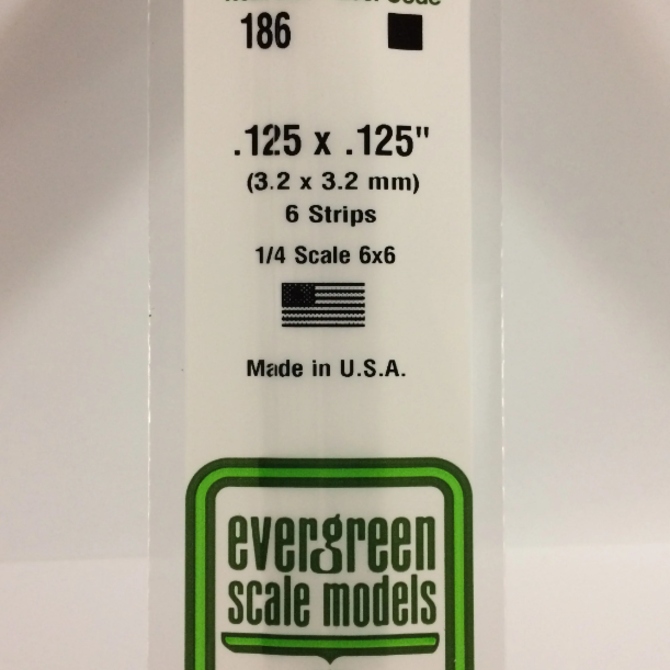 186
.125 x .125"
(3.2 x 3.2 mm)
6 Strips
1/4 Scale 6x6
Made in U.S.A.
evergreen
scale models